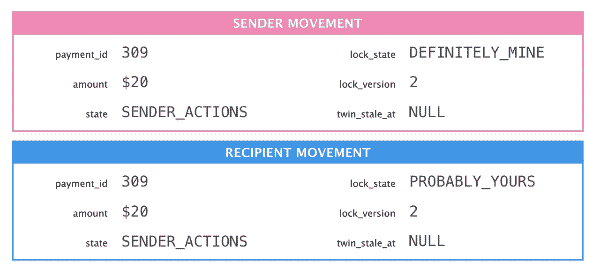 SENDER MOVEMENT
payment_id 309 lock_state DEFINITELY_MINE
amount $20 lock_version 2
state SENDER_ACTIONS twin_stale_at NULL
RECIPIENT MOVEMENT
payment_id 309 lock_state PROBABLY_YOURS
amount $20 lock_version 2
state SENDER_ACTIONS twin_stale_at NULL